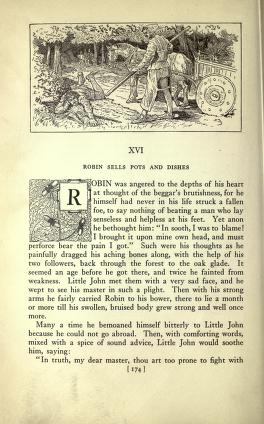 XVI
ROBIN SELLS POTS AND DISHES
ROBIN was angered to the depths of his heart
at thought of the beggar's brutishness, for he
himself had never in his life struck a fallen
foe, to say nothing of beating a man who lay
senseless and helpless at his feet. Yet anon
he bethought him: "In sooth, I was to blame!
I brought it upon mine own head, and must
perforce bear the pain I got." Such were his thoughts as he
painfully dragged his aching bones along, with the help of his
two followers, back through the forest to the oak glade. It
seemed an age before he got there, and twice he fainted from
weakness. Little John met them with a very sad face, and he
wept to see his master in such a plight. Then with his strong
arms he fairly carried Robin to his bower, there to lie a month
or more till his swollen, bruised body grew strong and well once
more.
Many a time he bemoaned himself bitterly to Little John
because he could not go abroad. Then, with comforting words,
mixed with a spice of sound advice, Little John would soothe
him, saying:
"In truth, my dear master, thou art too prone to fight with
[174]